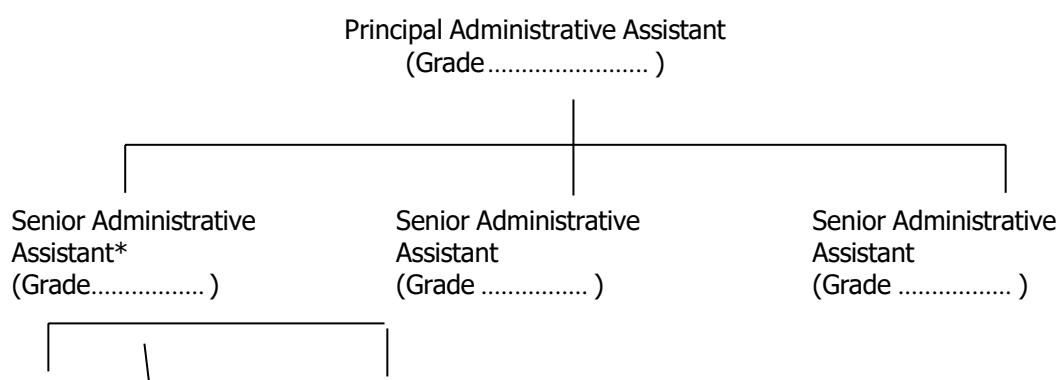 Principal Administrative Assistant
(Grade........................ )
Senior Administrative
Assistant*
(Grade................. )
Senior Administrative
Assistant
(Grade ................ )
Senior Administrative
Assistant
(Grade ................. )